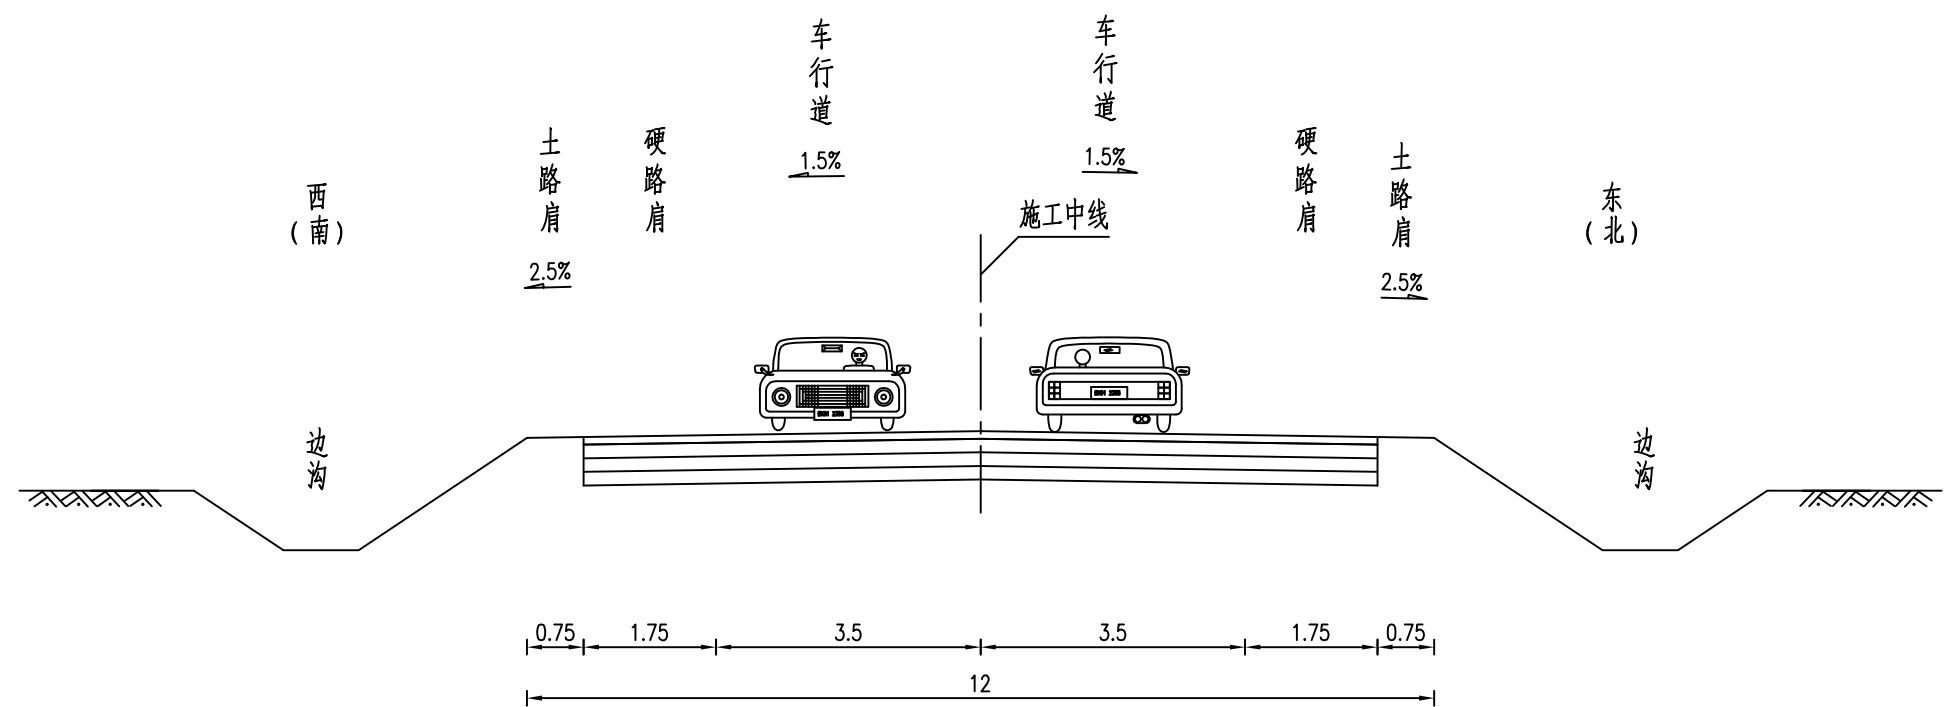 车行道
1.5%
车行道
1.5%
土路肩
2.5%
硬路肩
硬路肩
土路肩
2.5%
西(南)
东(北)
施工中线
边沟
边沟
0.75
1.75
3.5
3.5
1.75
0.75
12